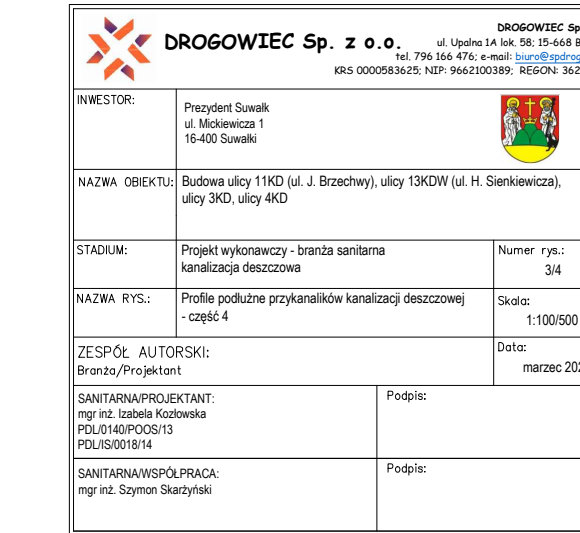 DROGOWIEC Sp. z o.o.
DROGOWIEC Sp
ul. Upalna 1A lok. 58; 15-668 B
tel. 796 166 476; e-mail: biuro@spdrog
KRS 0000583625; NIP: 9662100389; REGON: 362
INWESTOR:
Prezydent Suwałk
ul. Mickiewicza 1
16-400 Suwałki
NAZWA OBIEKTU:
Budowa ulicy 11KD (ul. J. Brzechwy), ulicy 13KDW (ul. H. Sienkiewicza),
ulicy 3KD, ulicy 4KD
STADIUM:
Projekt wykonawczy - branża sanitarna
kanalizacja deszczowa
Numer rys.:
3/4
NAZWA RYS.:
Profile podłużne przykanalików kanalizacji deszczowej
- część 4
Skala:
1:100/500
ZESPÓŁ AUTORSKI:
Branża/Projektant
Data:
marzec 202
SANITARNA/PROJEKTANT:
mgr inż. Izabela Kozłowska
PDL/0140/POOS/13
PDL/IS/0018/14
Podpis:
SANITARNA/WSPÓŁPRACA:
mgr inż. Szymon Skarżyński
Podpis: